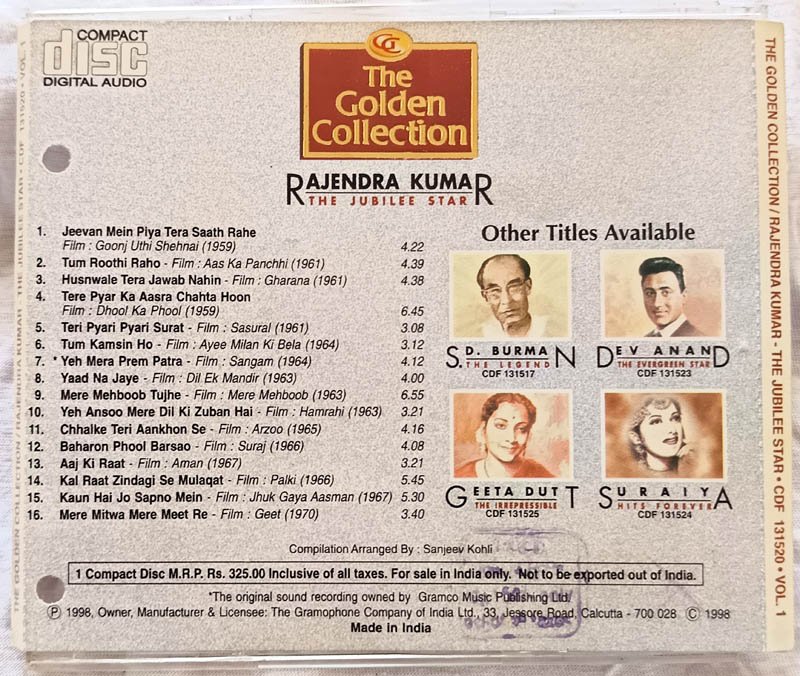 COMPACT
disc
DIGITAL AUDIO
CG
The
Golden
Collection
RAJENDRA KUMAR
THE JUBILEE STAR
1. Jeevan Mein Piya Tera Saath Rahe
Film : Goonj Uthi Shehnai (1959) 4.22
2. Tum Roothi Raho - Film : Aas Ka Panchhi (1961) 4.39
3. Husnwale Tera Jawab Nahin - Film : Gharana (1961) 4.38
4. Tere Pyar Ka Aasra Chahta Hoon
Film : Dhool Ka Phool (1959) 6.45
5. Teri Pyari Pyari Surat - Film : Sasural (1961) 3.08
6. Tum Kamsin Ho - Film : Ayee Milan Ki Bela (1964) 3.12
7. * Yeh Mera Prem Patra - Film : Sangam (1964) 4.12
8. Yaad Na Jaye - Film : Dil Ek Mandir (1963) 4.00
9. Mere Mehboob Tujhe - Film : Mere Mehboob (1963) 6.55
10. Yeh Ansoo Mere Dil Ki Zuban Hai - Film : Hamrahi (1963) 3.21
11. Chhalke Teri Aankhon Se - Film : Arzoo (1965) 4.16
12. Baharon Phool Barsao - Film : Suraj (1966) 4.08
13. Aaj Ki Raat - Film : Aman (1967) 3.21
14. Kal Raat Zindagi Se Mulaqat - Film : Palki (1966) 5.45
15. Kaun Hai Jo Sapno Mein - Film : Jhuk Gaya Aasman (1967) 5.30
16. Mere Mitwa Mere Meet Re - Film : Geet (1970) 3.40
Other Titles Available
S.D. BURMAN
THE LEGEND
CDF 131517
DEV ANAND
THE EVERGREEN STAR
CDF 131523
GEETA DUTT
THE IRREPRESSIBLE
CDF 131525
SURAIYA
HITS FOREVER
CDF 131524
Compilation Arranged By : Sanjeev Kohli
1 Compact Disc M.R.P. Rs. 325.00 Inclusive of all taxes. For sale in India only. Not to be exported out of India.
*The original sound recording owned by Gramco Music Publishing Ltd.
Ⓟ 1998, Owner, Manufacturer & Licensee: The Gramophone Company of India Ltd., 33, Jessore Road, Calcutta - 700 028 © 1998
Made in India
THE GOLDEN COLLECTION/RAJENDRA KUMAR - THE JUBILEE STAR • CDF 131520 • VOL. 1
THE GOLDEN COLLECTION/RAJENDRA KUMAR - THE JUBILEE STAR • CDF 131520 • VOL. 1